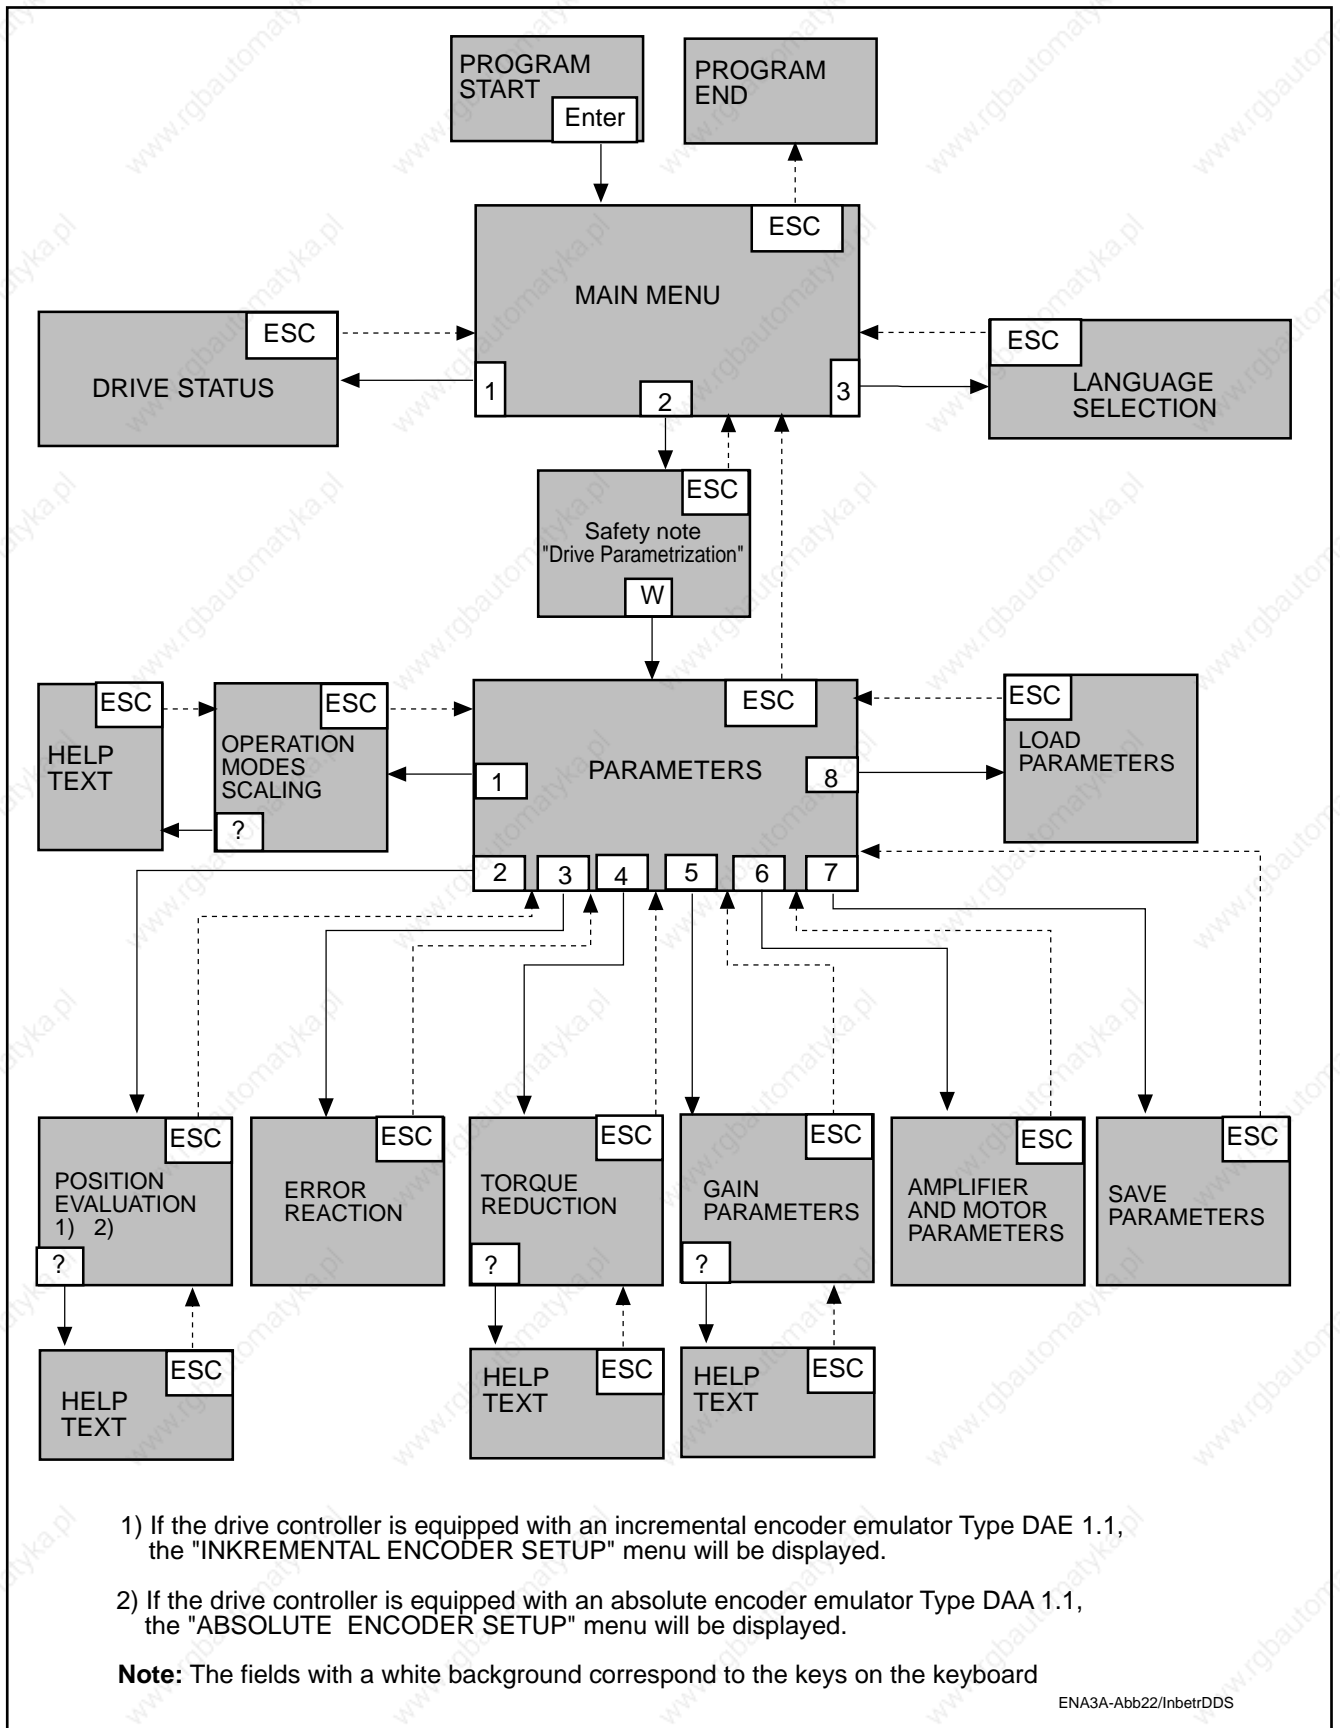 PROGRAM
START
Enter
PROGRAM
END
ESC
MAIN MENU
1
2
3
ESC
DRIVE STATUS
ESC
LANGUAGE
SELECTION
ESC
Safety note
"Drive Parametrization"
W
ESC
HELP
TEXT
ESC
OPERATION
MODES
SCALING
?
ESC
PARAMETERS
1
8
2
3
4
5
6
7
ESC
LOAD
PARAMETERS
ESC
POSITION
EVALUATION
1) 2)
?
ESC
ERROR
REACTION
ESC
TORQUE
REDUCTION
?
ESC
GAIN
PARAMETERS
?
ESC
AMPLIFIER
AND MOTOR
PARAMETERS
ESC
SAVE
PARAMETERS
ESC
HELP
TEXT
ESC
HELP
TEXT
ESC
HELP
TEXT
1) If the drive controller is equipped with an incremental encoder emulator Type DAE 1.1,
the "INKREMENTAL ENCODER SETUP" menu will be displayed.
2) If the drive controller is equipped with an absolute encoder emulator Type DAA 1.1,
the "ABSOLUTE ENCODER SETUP" menu will be displayed.
Note: The fields with a white background correspond to the keys on the keyboard
ENA3A-Abb22/InbetrDDS
www.rgbautomatyka.pl